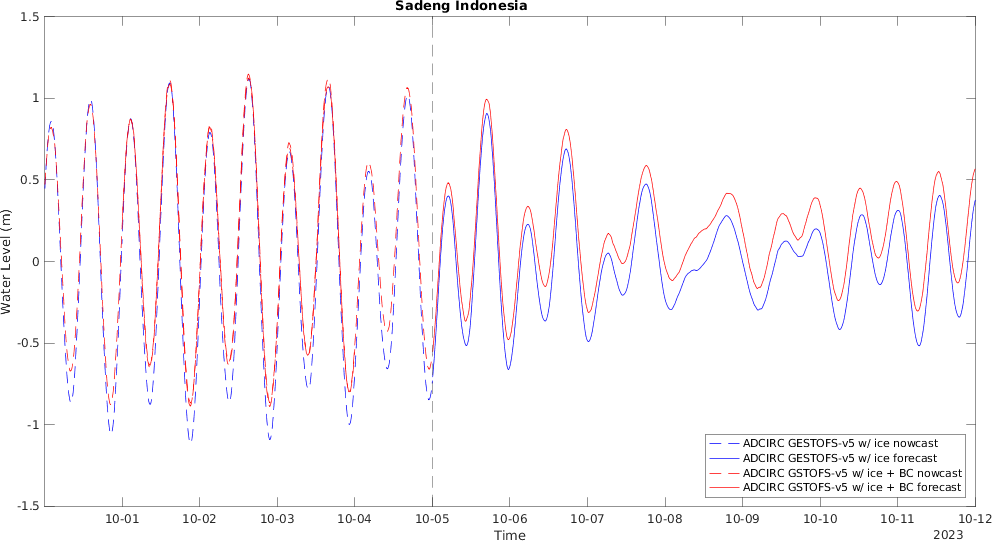 Sadeng Indonesia
1.5
1
0.5
0
-0.5
-1
-1.5
Water Level (m)
ADCIRC GESTOFS-v5 w/ ice nowcast
ADCIRC GESTOFS-v5 w/ ice forecast
ADCIRC GSTOFS-v5 w/ ice + BC nowcast
ADCIRC GSTOFS-v5 w/ ice + BC forecast
10-01 10-02 10-03 10-04 10-05 10-06 10-07 10-08 10-09 10-10 10-11 10-12
Time
2023